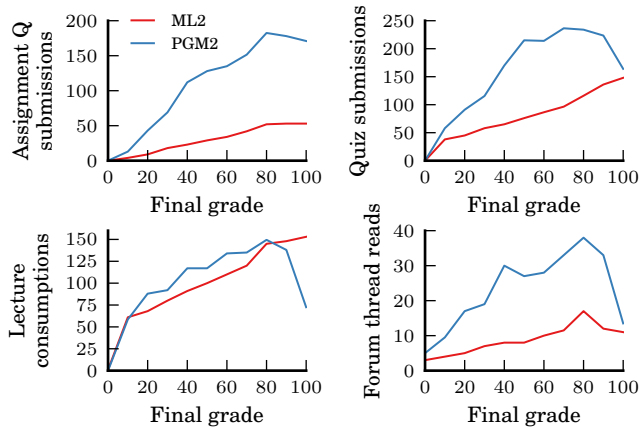 Assignment Q
submissions
200
150
100
50
0
ML2
PGM2
0 20 40 60 80 100
Final grade
Quiz submissions
250
200
150
100
50
0
0 20 40 60 80 100
Final grade
Lecture
consumptions
150
125
100
75
50
25
0
0 20 40 60 80 100
Final grade
Forum thread reads
40
30
20
10
0
0 20 40 60 80 100
Final grade